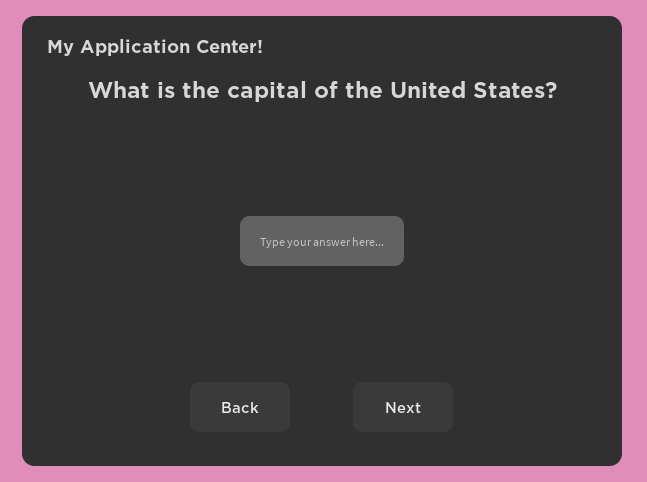 My Application Center!
What is the capital of the United States?
Type your answer here...
Back
Next